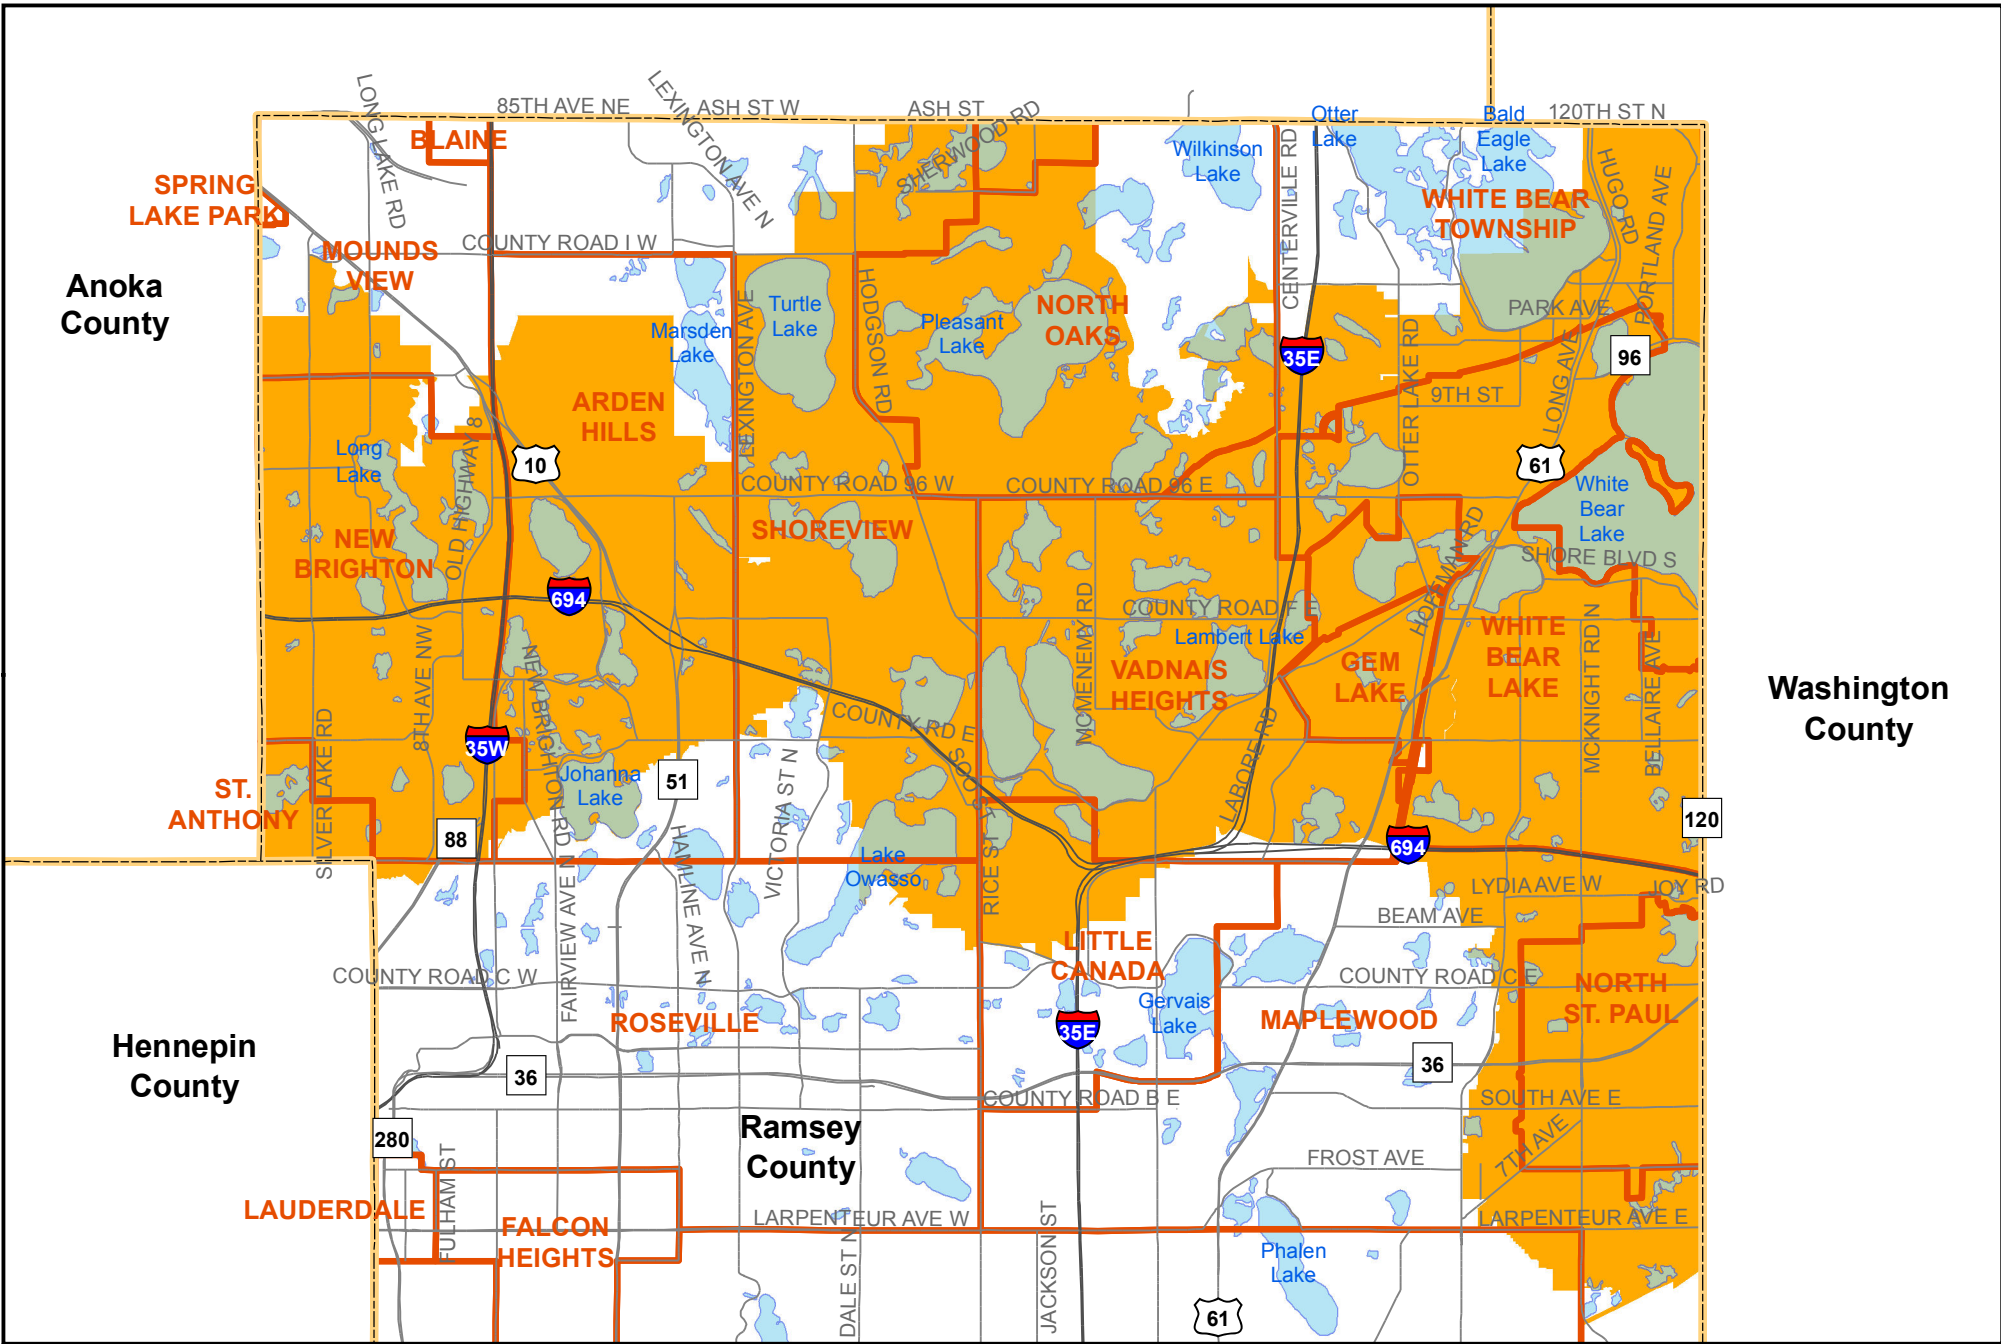 85TH AVE NE
ASH ST W
ASH ST
120TH ST N
LONG LAKE RD
LEXINGTON AVE N
SHERWOOD RD
Otter
Lake
Bald
Eagle
Lake
BLAINE
Wilkinson
Lake
CENTERVILLE RD
HUGO RD
PORTLAND AVE
SPRING
LAKE PARK
WHITE BEAR
TOWNSHIP
MOUNDS
VIEW
COUNTY ROAD I W
Anoka
County
Marsden
Lake
LEXINGTON AVE
Turtle
Lake
HODGSON RD
Pleasant
Lake
NORTH
OAKS
PARK AVE
35E
96
OTTER LAKE RD
9TH ST
LONG AVE
ARDEN
HILLS
Long
Lake
OLD HIGHWAY 8
10
61
COUNTY ROAD 96 W
COUNTY ROAD 96 E
White
Bear
Lake
SHOREVIEW
NEW
BRIGHTON
HOFFMAN RD
SHORE BLVD S
694
MCMENEMY RD
COUNTY ROAD F E
Lambert Lake
8TH AVE NW
NEW BRIGHTON RD
VADNAIS
HEIGHTS
GEM
LAKE
WHITE
BEAR
LAKE
MCKNIGHT RD N
BELLAIRE AVE
Washington
County
SILVER LAKE RD
35W
COUNTY RD E
SOO ST
LABORE RD
Johanna
Lake
51
VICTORIA ST N
ST.
ANTHONY
88
HAMLINE AVE N
Lake
Owasso
RICE ST
694
120
LYDIA AVE W
JOY RD
BEAM AVE
FAIRVIEW AVE N
LITTLE
CANADA
COUNTY ROAD C W
COUNTY ROAD C E
Gervais
Lake
NORTH
ST. PAUL
ROSEVILLE
35E
MAPLEWOOD
Hennepin
County
36
36
COUNTY ROAD B E
SOUTH AVE E
Ramsey
County
280
FULHAM ST
7TH AVE
FROST AVE
LAUDERDALE
FALCON
HEIGHTS
LARPENTEUR AVE W
LARPENTEUR AVE E
DALE ST N
JACKSON ST
Phalen
Lake
61